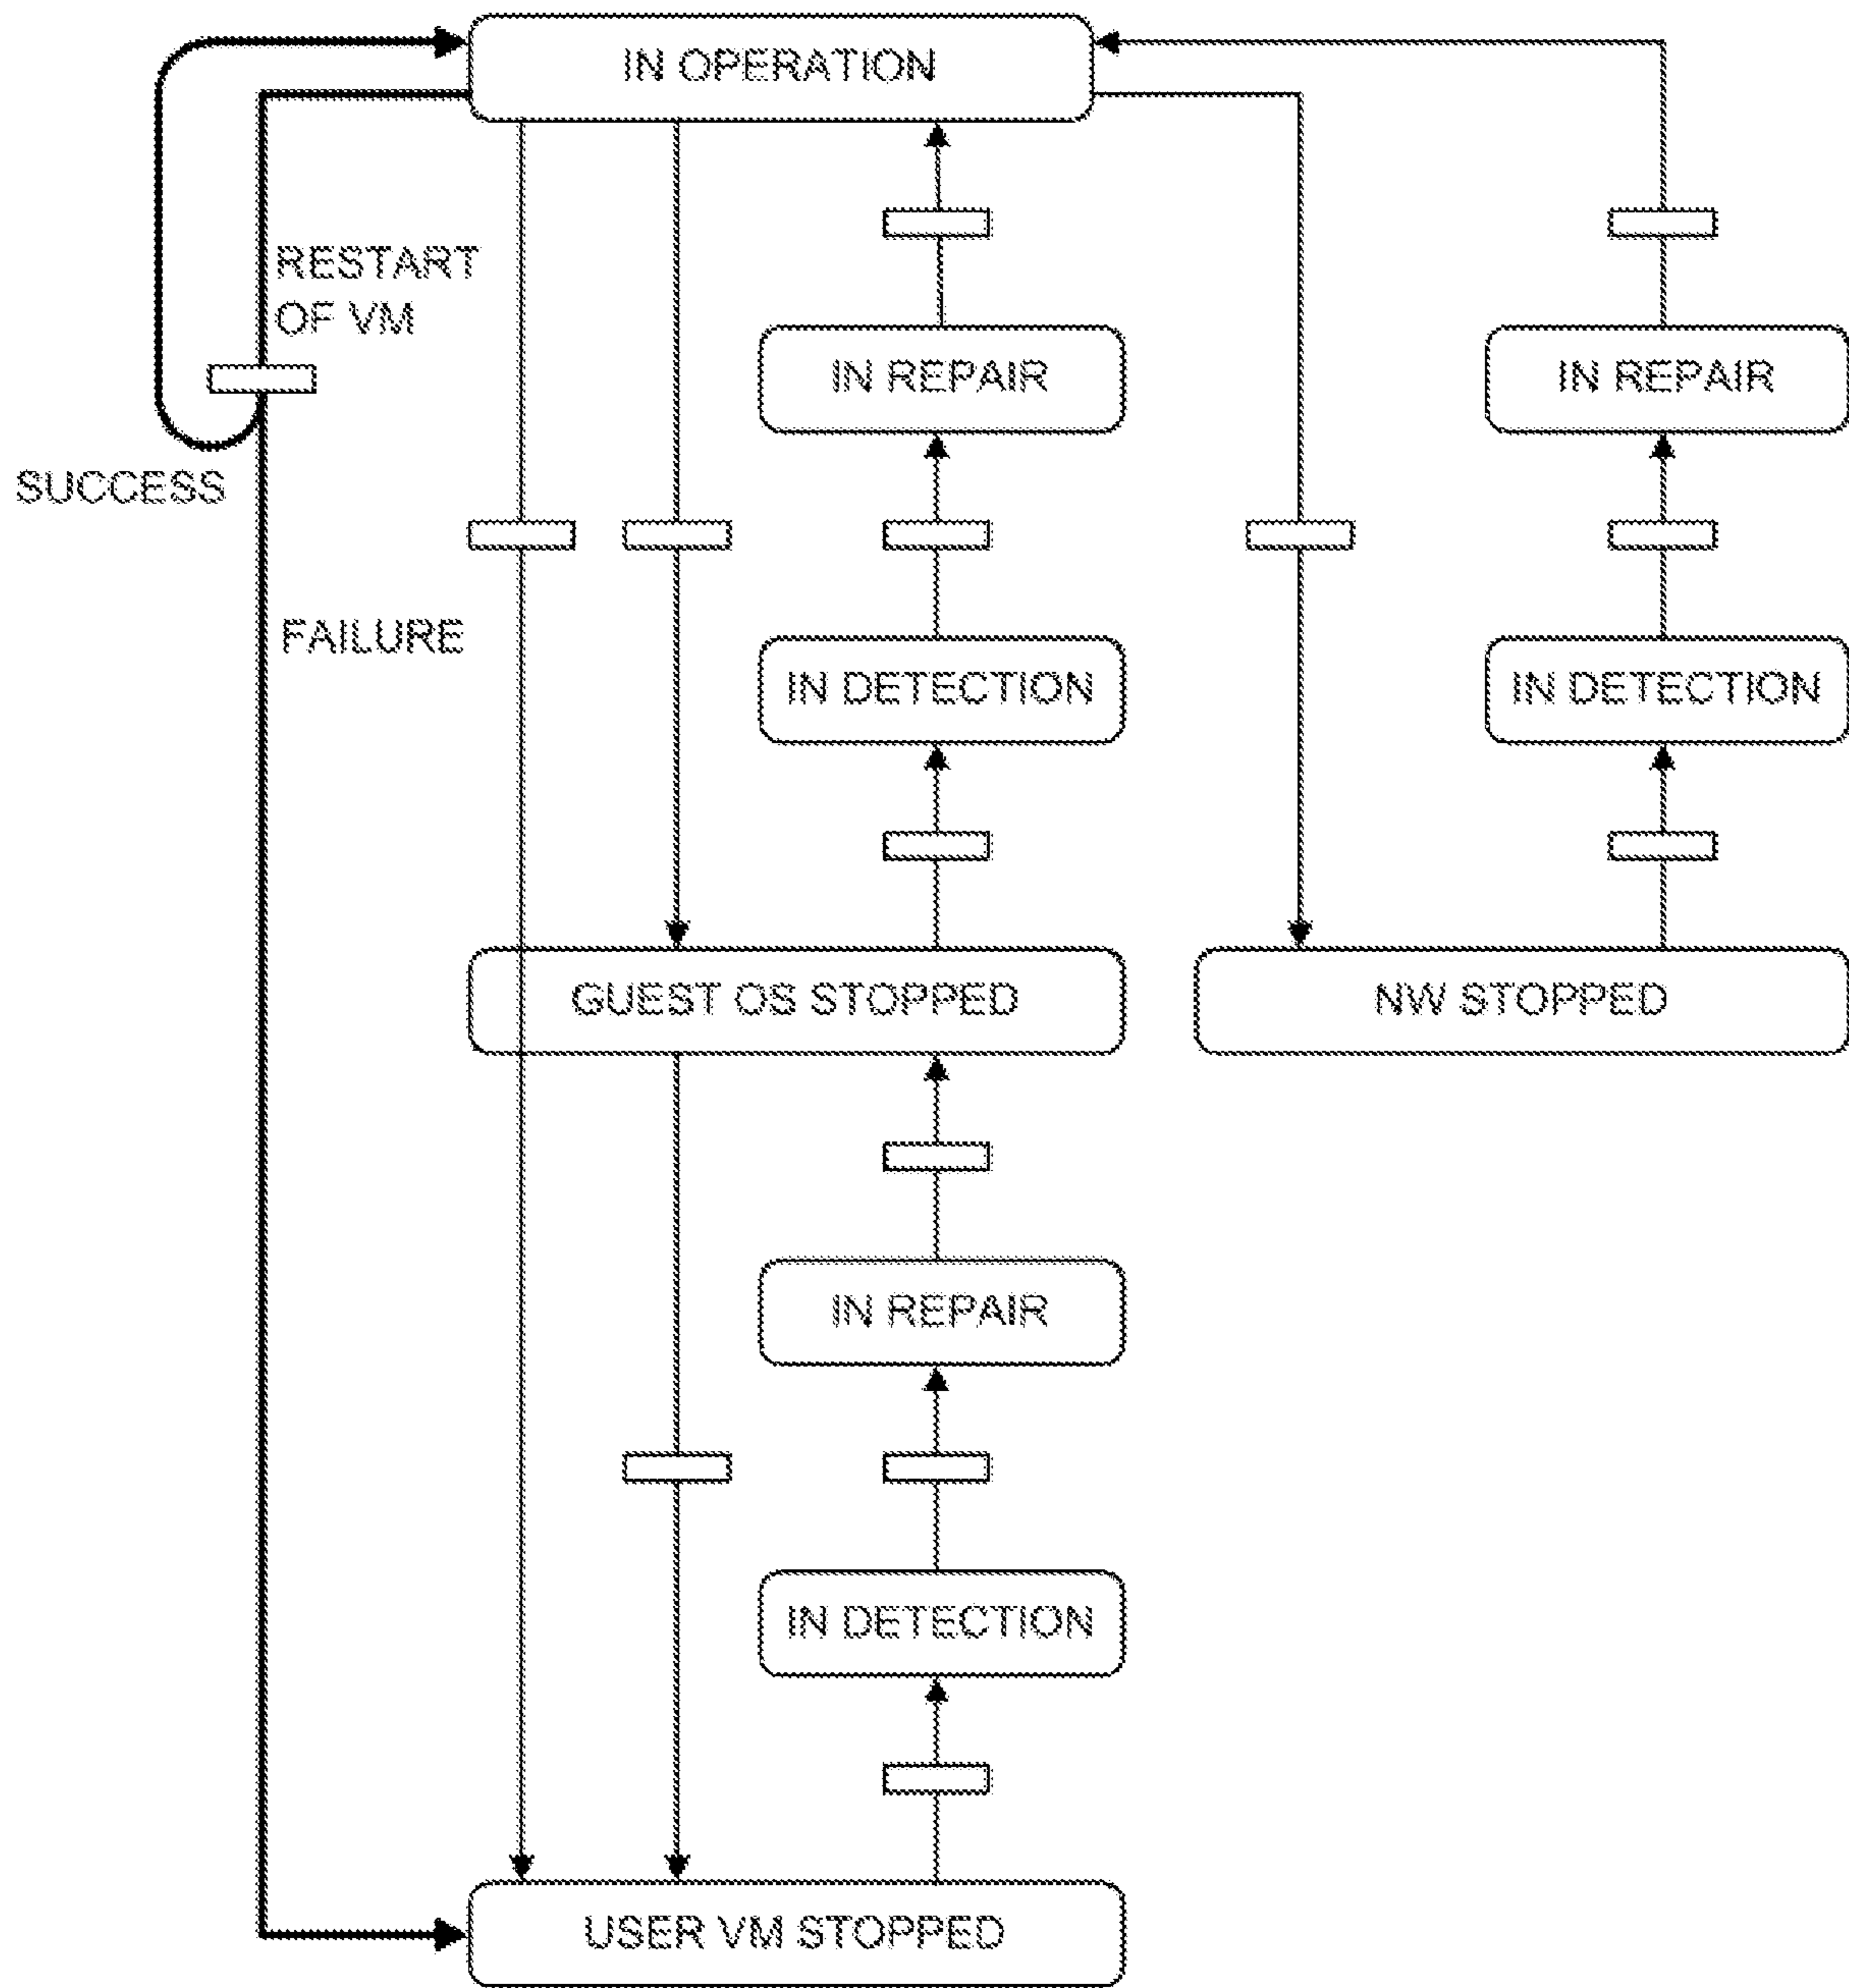 IN OPERATION
RESTART
OF VM
IN REPAIR
IN REPAIR
SUCCESS
FAILURE
IN DETECTION
IN DETECTION
GUEST OS STOPPED
NW STOPPED
IN REPAIR
IN DETECTION
USER VM STOPPED